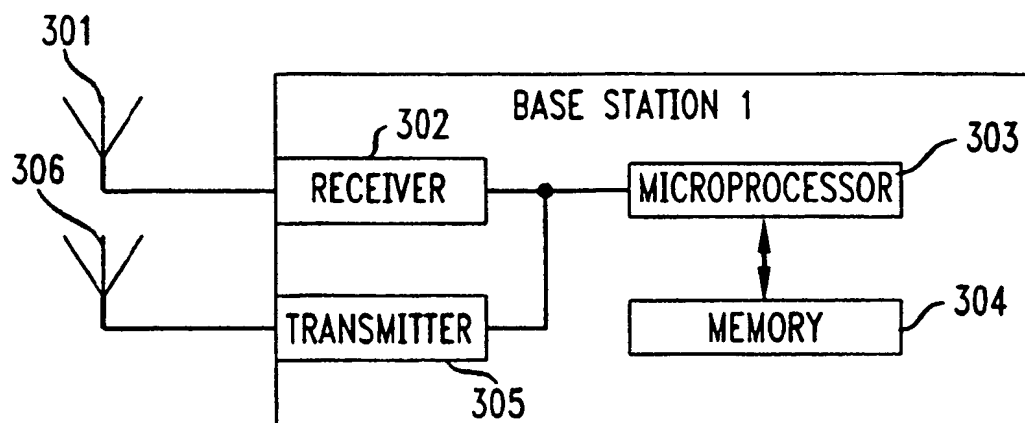 301
BASE STATION 1
302
303
306
RECEIVER
MICROPROCESSOR
TRANSMITTER
MEMORY
304
305